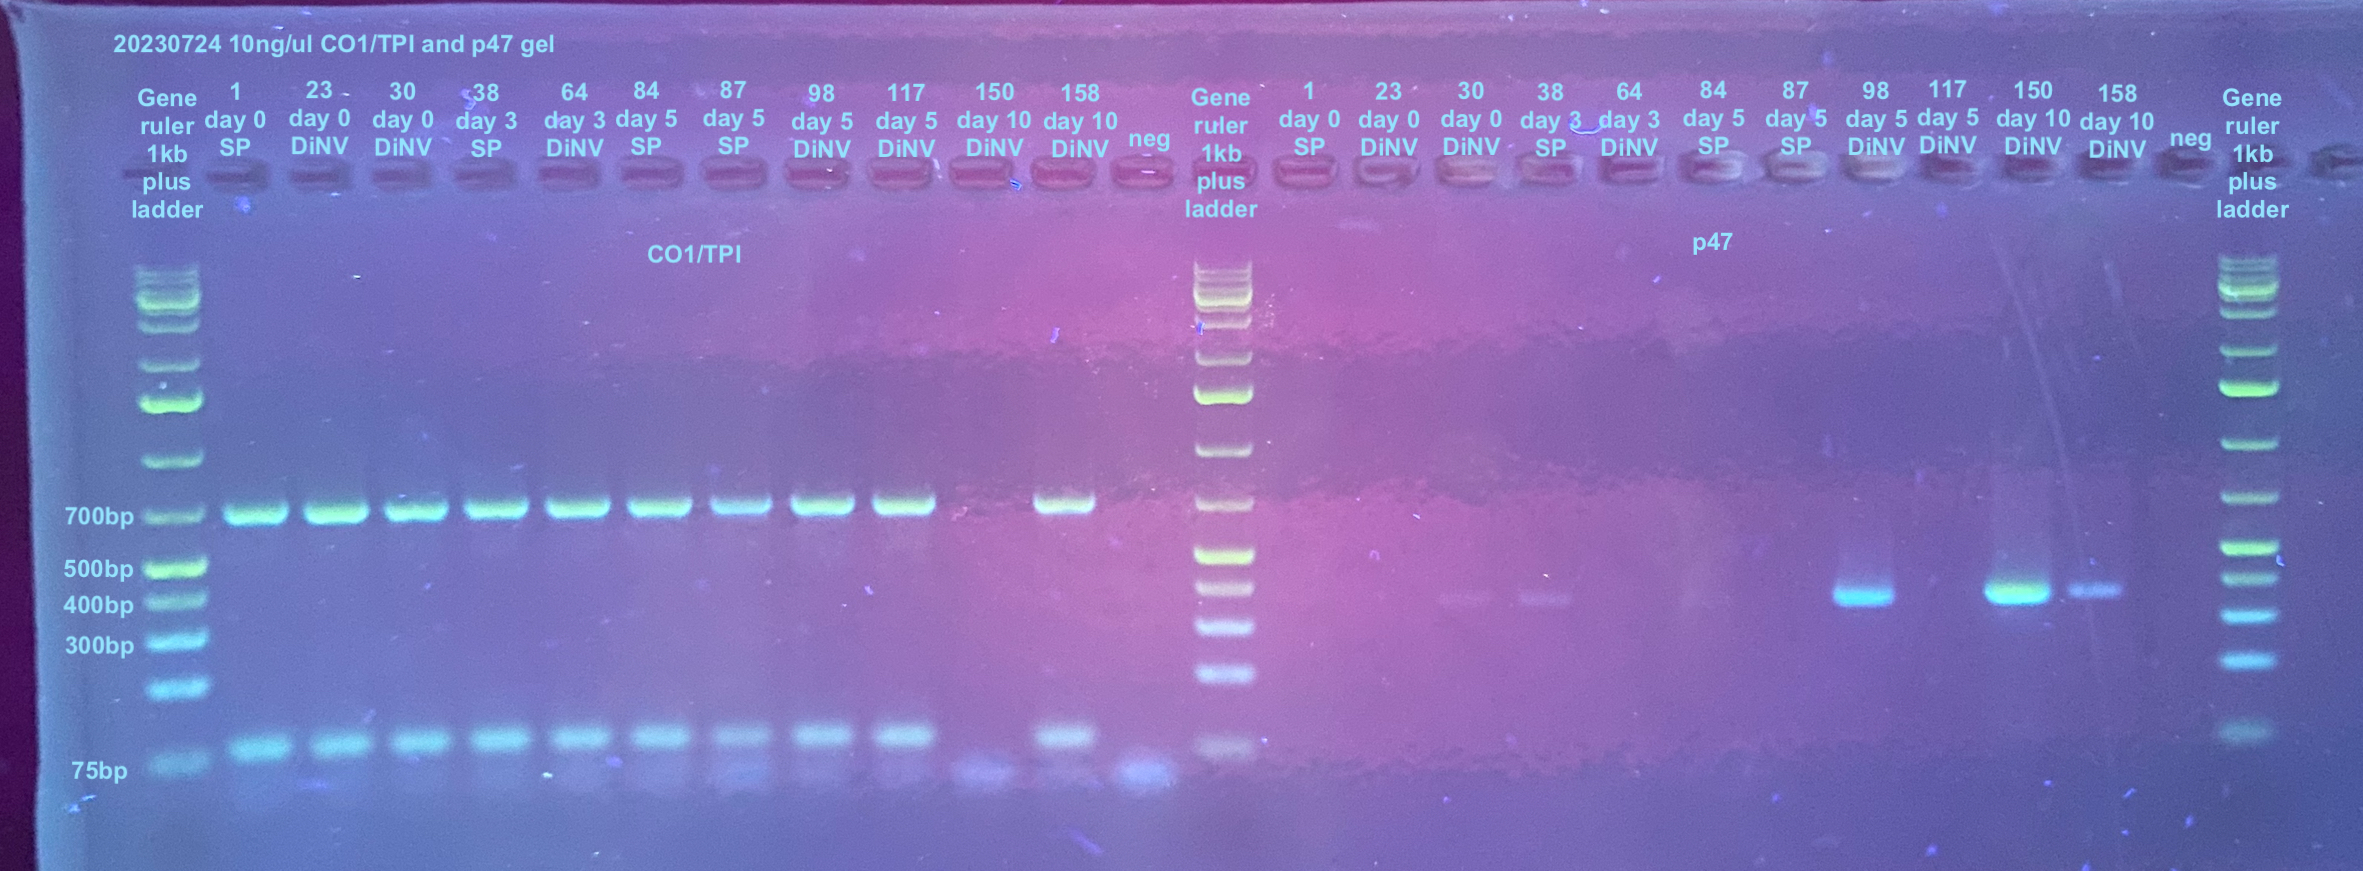 20230724 10ng/ul CO1/TPI and p47 gel
Gene
ruler
1kb
plus
ladder
1
day 0
SP
23
day 0
DiNV
30
day 0
DiNV
38
day 3
SP
64
day 3
DiNV
84
day 5
SP
87
day 5
SP
98
day 5
DiNV
117
day 5
DiNV
150
day 10
DiNV
158
day 10
DiNV
neg
Gene
ruler
1kb
plus
ladder
1
day 0
SP
23
day 0
DiNV
30
day 0
DiNV
38
day 3
SP
64
day 3
DiNV
84
day 5
SP
87
day 5
SP
98
day 5
DiNV
117
day 5
DiNV
150
day 10
DiNV
158
day 10
DiNV
neg
Gene
ruler
1kb
plus
ladder
CO1/TPI
p47
700bp
500bp
400bp
300bp
75bp